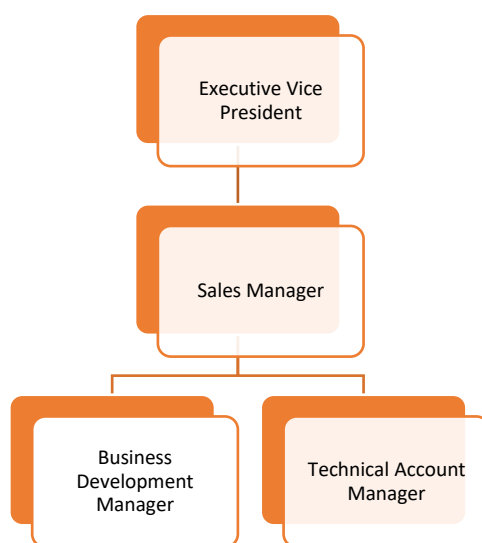 Executive Vice
President
Sales Manager
Business
Development
Manager
Technical Account
Manager